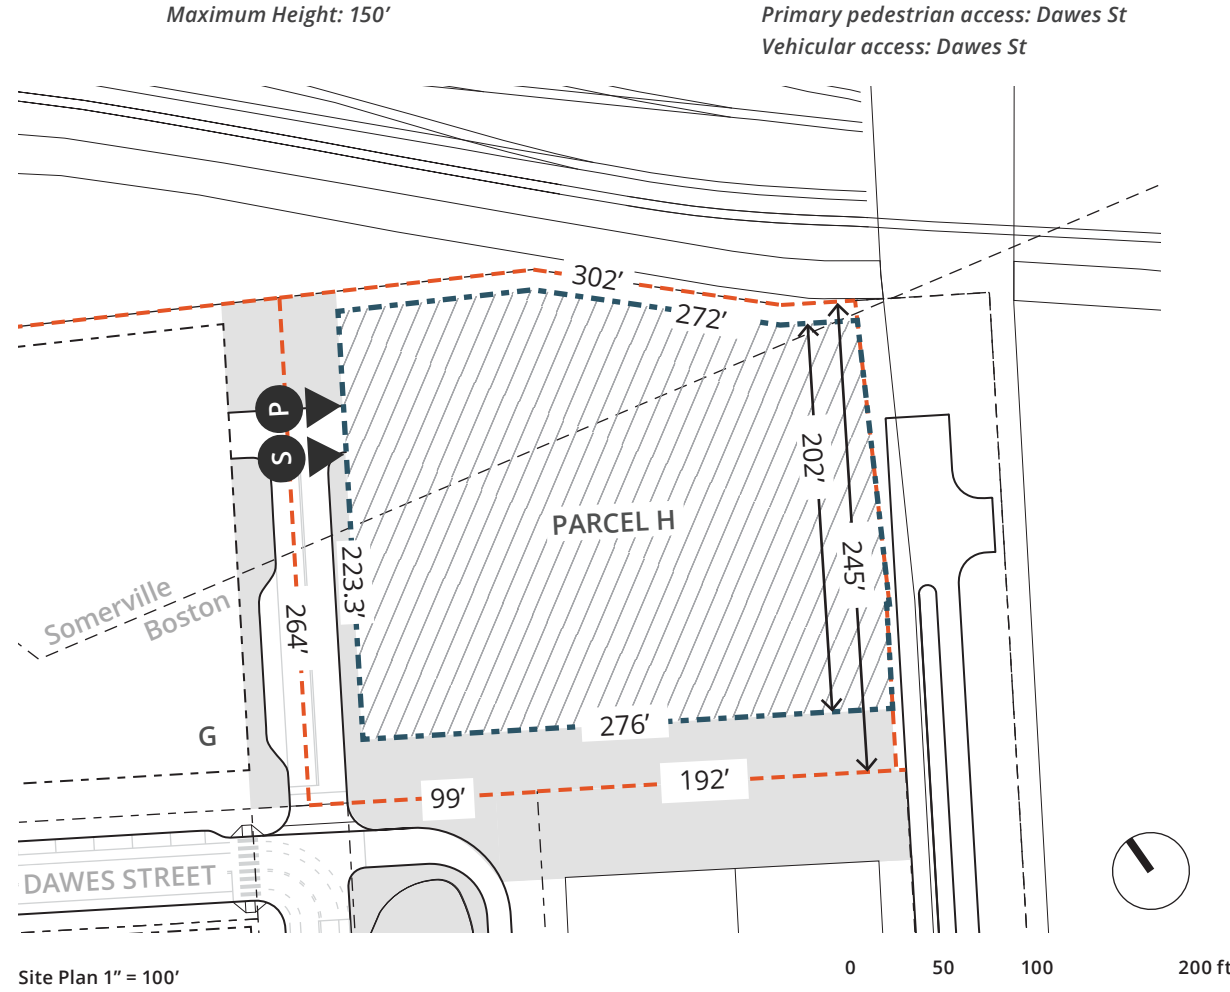 Maximum Height: 150’
Primary pedestrian access: Dawes St
Vehicular access: Dawes St
302’
272’
P
S
202’
PARCEL H
245’
223.3’
Somerville
Boston
264’
G
276’
192’
99’
DAWES STREET
Site Plan 1” = 100’
0 50 100 200 ft